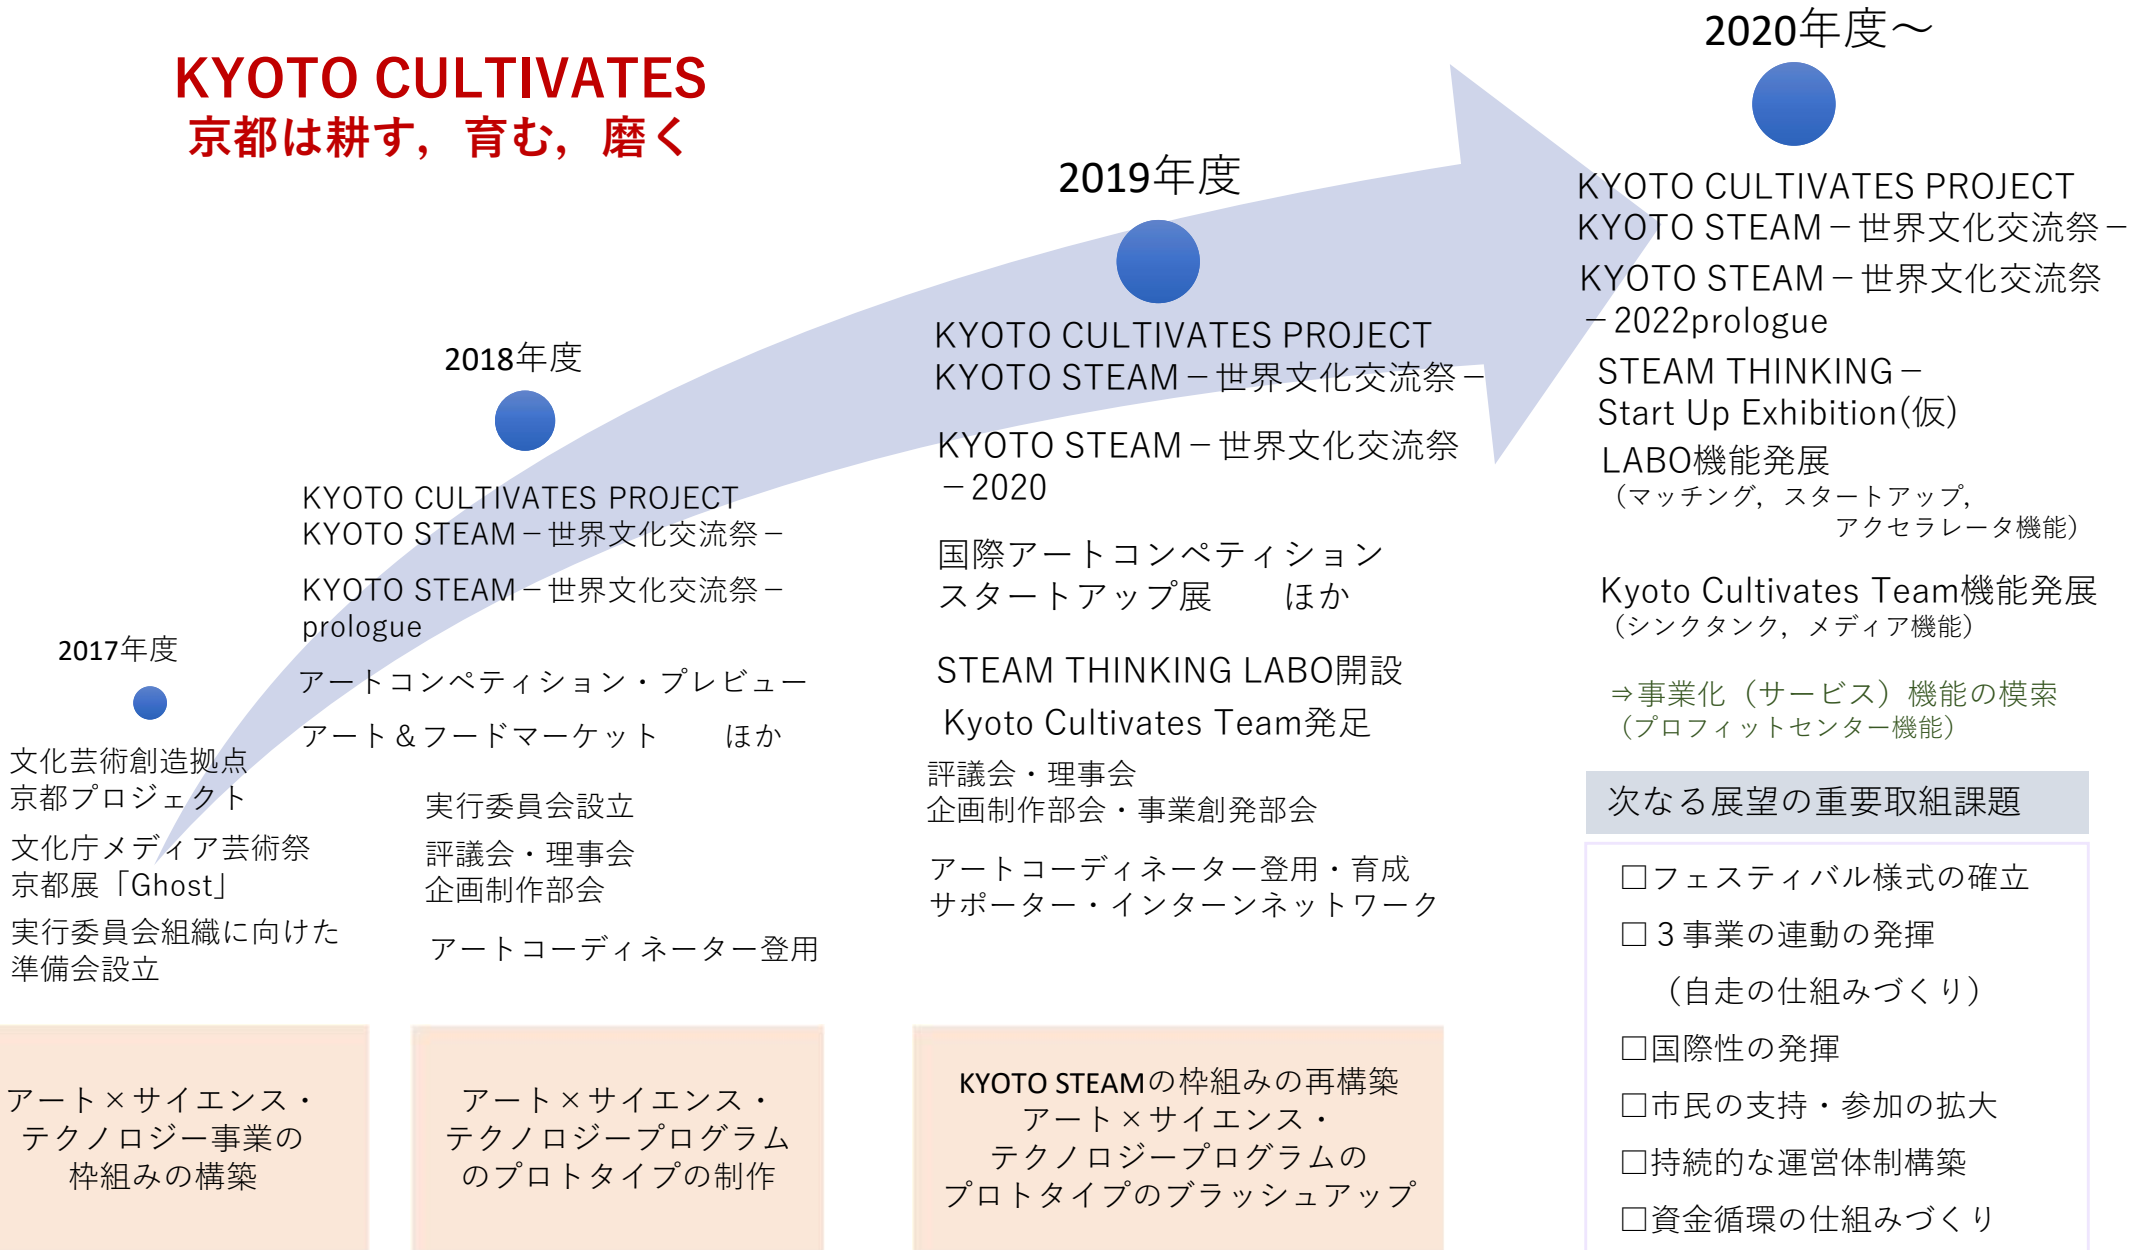 KYOTO CULTIVATES
京都は耕す，育む，磨く
2017年度
文化芸術創造拠点
京都プロジェクト
文化庁メディア芸術祭
京都展「Ghost」
実行委員会組織に向けた
準備会設立
アート×サイエンス・
テクノロジー事業の
枠組みの構築
2018年度
KYOTO CULTIVATES PROJECT
KYOTO STEAM－世界文化交流祭－
KYOTO STEAM－世界文化交流祭－
prologue
アートコンペティション・プレビュー
アート＆フードマーケット　　ほか
実行委員会設立
評議会・理事会
企画制作部会
アートコーディネーター登用
アート×サイエンス・
テクノロジープログラム
のプロトタイプの制作
2019年度
KYOTO CULTIVATES PROJECT
KYOTO STEAM－世界文化交流祭－
KYOTO STEAM－世界文化交流祭
－2020
国際アートコンペティション
スタートアップ展　　ほか
STEAM THINKING LABO開設
Kyoto Cultivates Team発足
評議会・理事会
企画制作部会・事業創発部会
アートコーディネーター登用・育成
サポーター・インターンネットワーク
KYOTO STEAMの枠組みの再構築
アート×サイエンス・
テクノロジープログラムの
プロトタイプのブラッシュアップ
2020年度～
KYOTO CULTIVATES PROJECT
KYOTO STEAM－世界文化交流祭－
KYOTO STEAM－世界文化交流祭
－2022prologue
STEAM THINKING－
Start Up Exhibition(仮)
LABO機能発展
（マッチング，スタートアップ，
アクセラレータ機能）
Kyoto Cultivates Team機能発展
（シンクタンク，メディア機能）
⇒事業化（サービス）機能の模索
（プロフィットセンター機能）
次なる展望の重要取組課題
□フェスティバル様式の確立
□３事業の連動の発揮
（自走の仕組みづくり）
□国際性の発揮
□市民の支持・参加の拡大
□持続的な運営体制構築
□資金循環の仕組みづくり